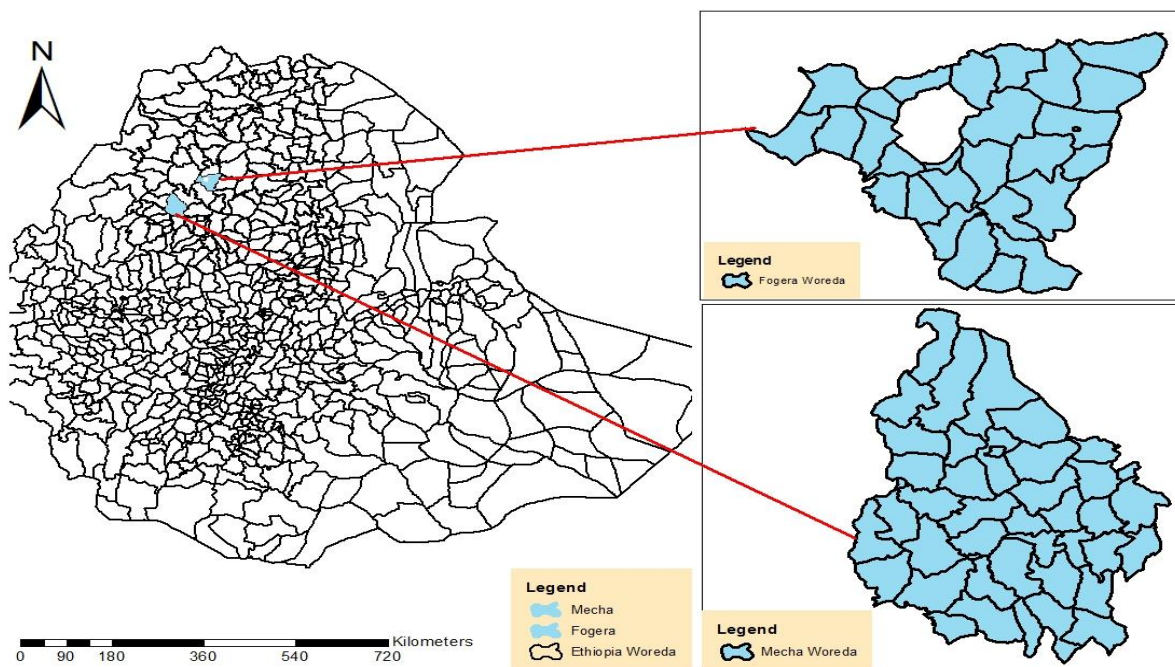 N
Legend
Fogera Woreda
Legend
Mecha
Fogera
Ethiopia Woreda
Legend
Mecha Woreda
Kilometers
0 90 180 360 540 720